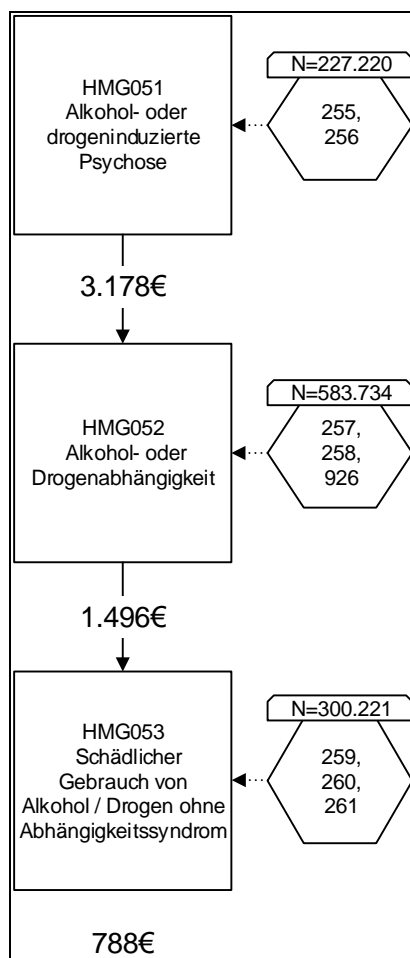 HMG051
Alkohol- oder
drogeninduzierte
Psychose
N=227.220
255,
256
3.178€
HMG052
Alkohol- oder
Drogenabhängigkeit
N=583.734
257,
258,
926
1.496€
HMG053
Schädlicher
Gebrauch von
Alkohol / Drogen ohne
Abhängigkeitssyndrom
N=300.221
259,
260,
261
788€